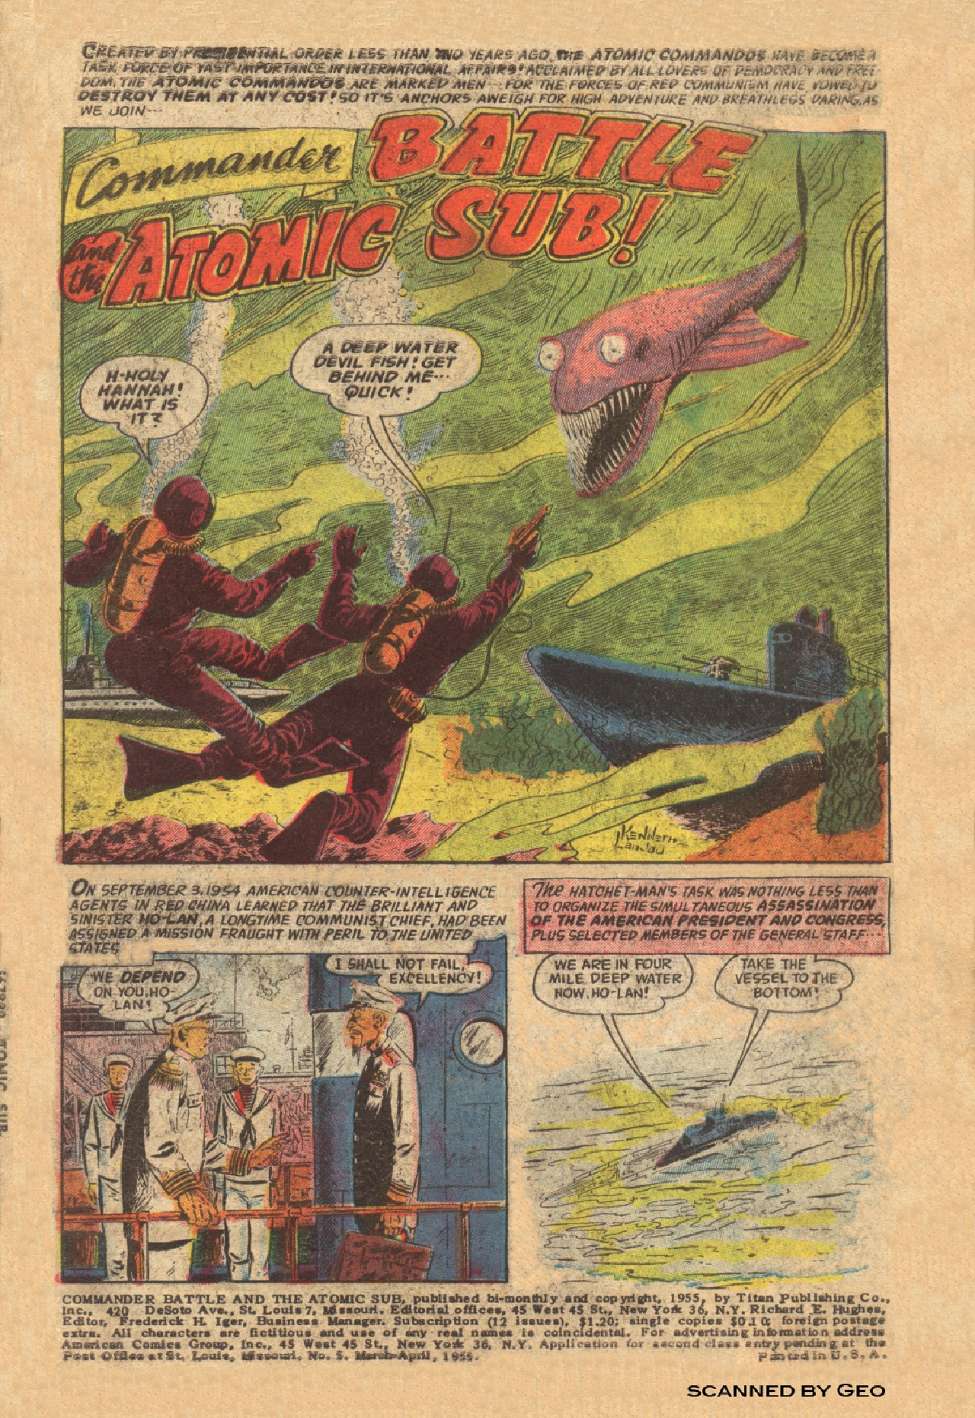 CREATED BY PRESIDENTIAL ORDER LESS THAN TWO YEARS AGO, THE ATOMIC COMMANDOS HAVE BECOME A
TASK FORCE OF VAST IMPORTANCE IN INTERNATIONAL AFFAIRS! ACCLAIMED BY ALL LOVERS OF DEMOCRACY AND FREE-
DOM, THE ATOMIC COMMANDOS ARE MARKED MEN--FOR THE FORCES OF RED COMMUNISM HAVE VOWED TO
DESTROY THEM AT ANY COST! SO IT'S ANCHORS AWEIGH FOR HIGH ADVENTURE AND BREATHLESS DARING, AS
WE JOIN---
Commander BATTLE
and the ATOMIC SUB!
H-HOLY
HANNAH!
WHAT IS
IT?
A DEEP WATER
DEVIL FISH! GET
BEHIND ME---
QUICK!
KENNETH
LANDAU
ON SEPTEMBER 3, 1954 AMERICAN COUNTER-INTELLIGENCE
AGENTS IN RED CHINA LEARNED THAT THE BRILLIANT AND
SINISTER HO-LAN, A LONGTIME COMMUNIST CHIEF, HAD BEEN
ASSIGNED A MISSION FRAUGHT WITH PERIL TO THE UNITED
STATES
WE DEPEND
ON YOU, HO-
LAN!
I SHALL NOT FAIL,
EXCELLENCY!
THE HATCHET-MAN'S TASK WAS NOTHING LESS THAN
TO ORGANIZE THE SIMULTANEOUS ASSASSINATION
OF THE AMERICAN PRESIDENT AND CONGRESS,
PLUS SELECTED MEMBERS OF THE GENERAL STAFF---
WE ARE IN FOUR
MILE DEEP WATER
NOW, HO-LAN!
TAKE THE
VESSEL TO THE
BOTTOM!
COMMANDER BATTLE AND THE ATOMIC SUB, published bi-monthly and copyright, 1955, by Titan Publishing Co.,
Inc., 420 DeSoto Ave., St. Louis 7, Missouri. Editorial offices, 45 West 45 St., New York 36, N.Y. Richard E. Hughes,
Editor, Frederick H. Iger, Business Manager. Subscription (12 issues), $1.20; single copies $0.10; foreign postage
extra. All characters are fictitious and use of any real names is coincidental. For advertising information address
American Comics Group, Inc., 45 West 45 St., New York 36, N.Y. Application for second class entry pending at the
Post Office at St. Louis, Missouri, No. 5. March-April, 1955. Printed in U.S.A.
SCANNED BY GEO